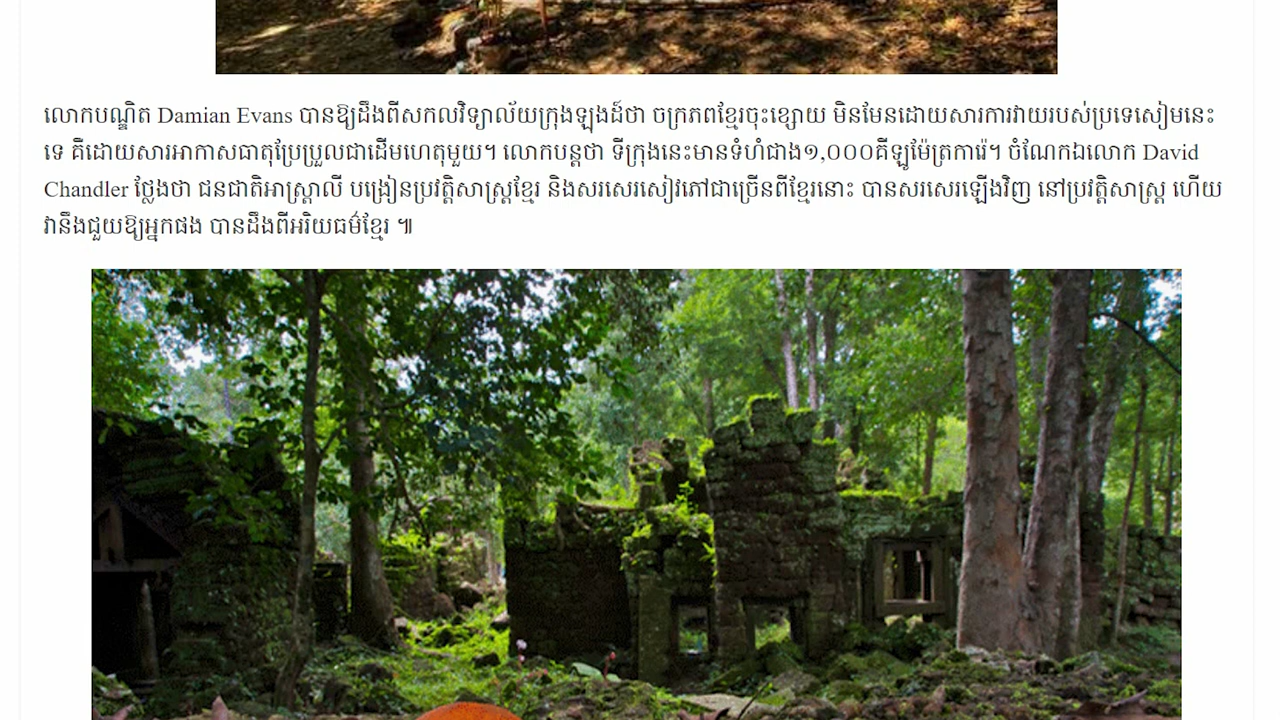 លោកបណ្ឌិត Damian Evans បានឱ្យដឹងពីសកលវិទ្យាល័យក្រុងឡុងដ៍ថា ចក្រភពខ្មែរចុះខ្សោយ មិនមែនដោយសារការវាយរបស់ប្រទេសសៀមនេះ
ទេ គឺដោយសារអាកាសធាតុប្រែប្រួលជាដើមហេតុមួយ។ លោកបន្តថា ទីក្រុងនេះមានទំហំជាង១,០០០គីឡូម៉ែត្រការ៉េ។ ចំណែកឯលោក David
Chandler ថ្លែងថា ជនជាតិអាស្ត្រាលី បង្រៀនប្រវត្តិសាស្ត្រខ្មែរ និងសរសេរសៀវភៅជាច្រើនពីខ្មែរនោះ បានសរសេរឡើងវិញ នៅប្រវត្តិសាស្ត្រ ហើយ
វានឹងជួយឱ្យអ្នកផង បានដឹងពីអរិយធម៌ខ្មែរ ៕